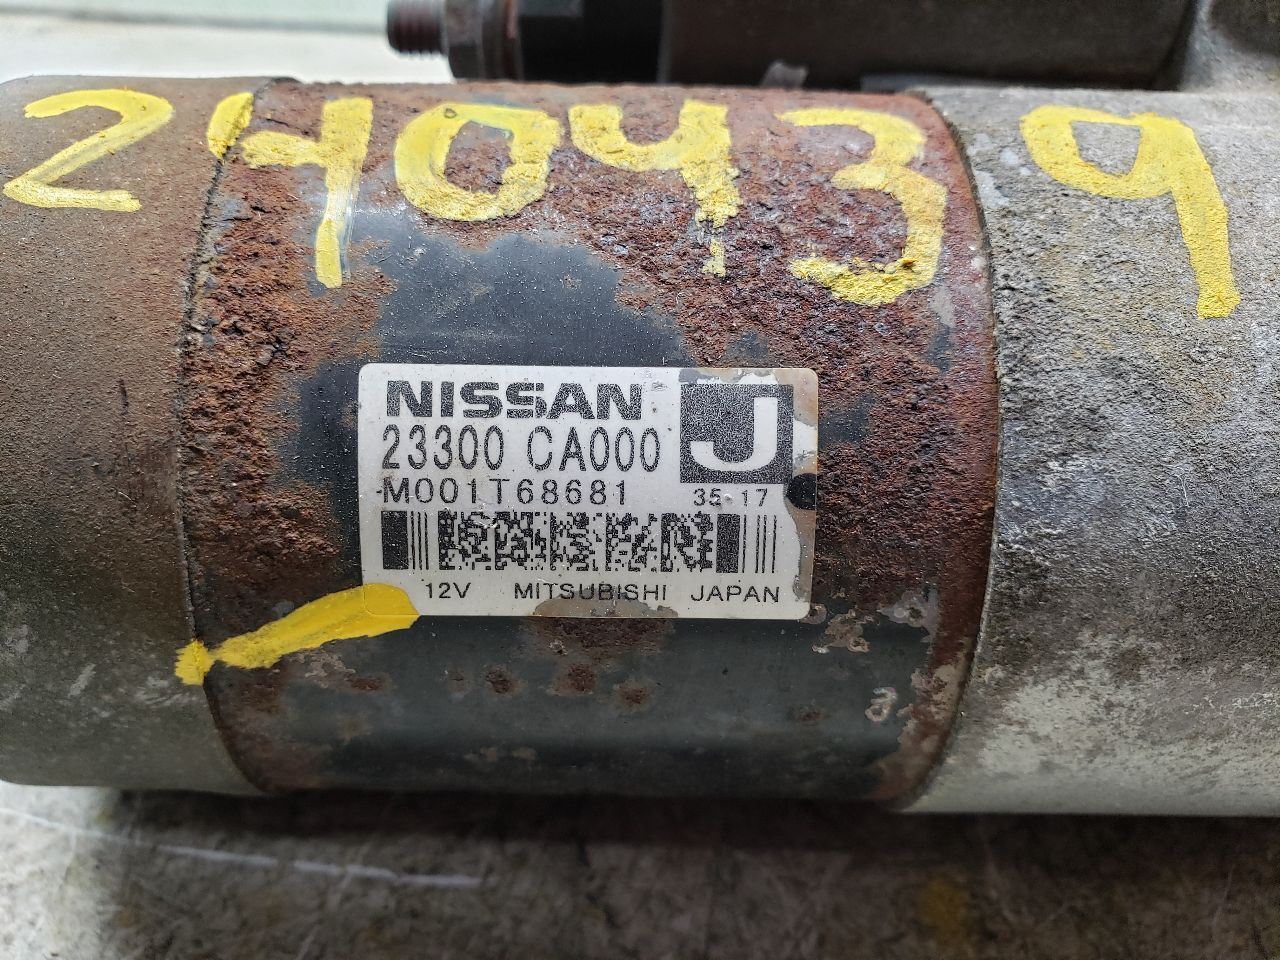 240439
NISSAN J
23300 CA000
M001T68681 35 17
12V MITSUBISHI JAPAN